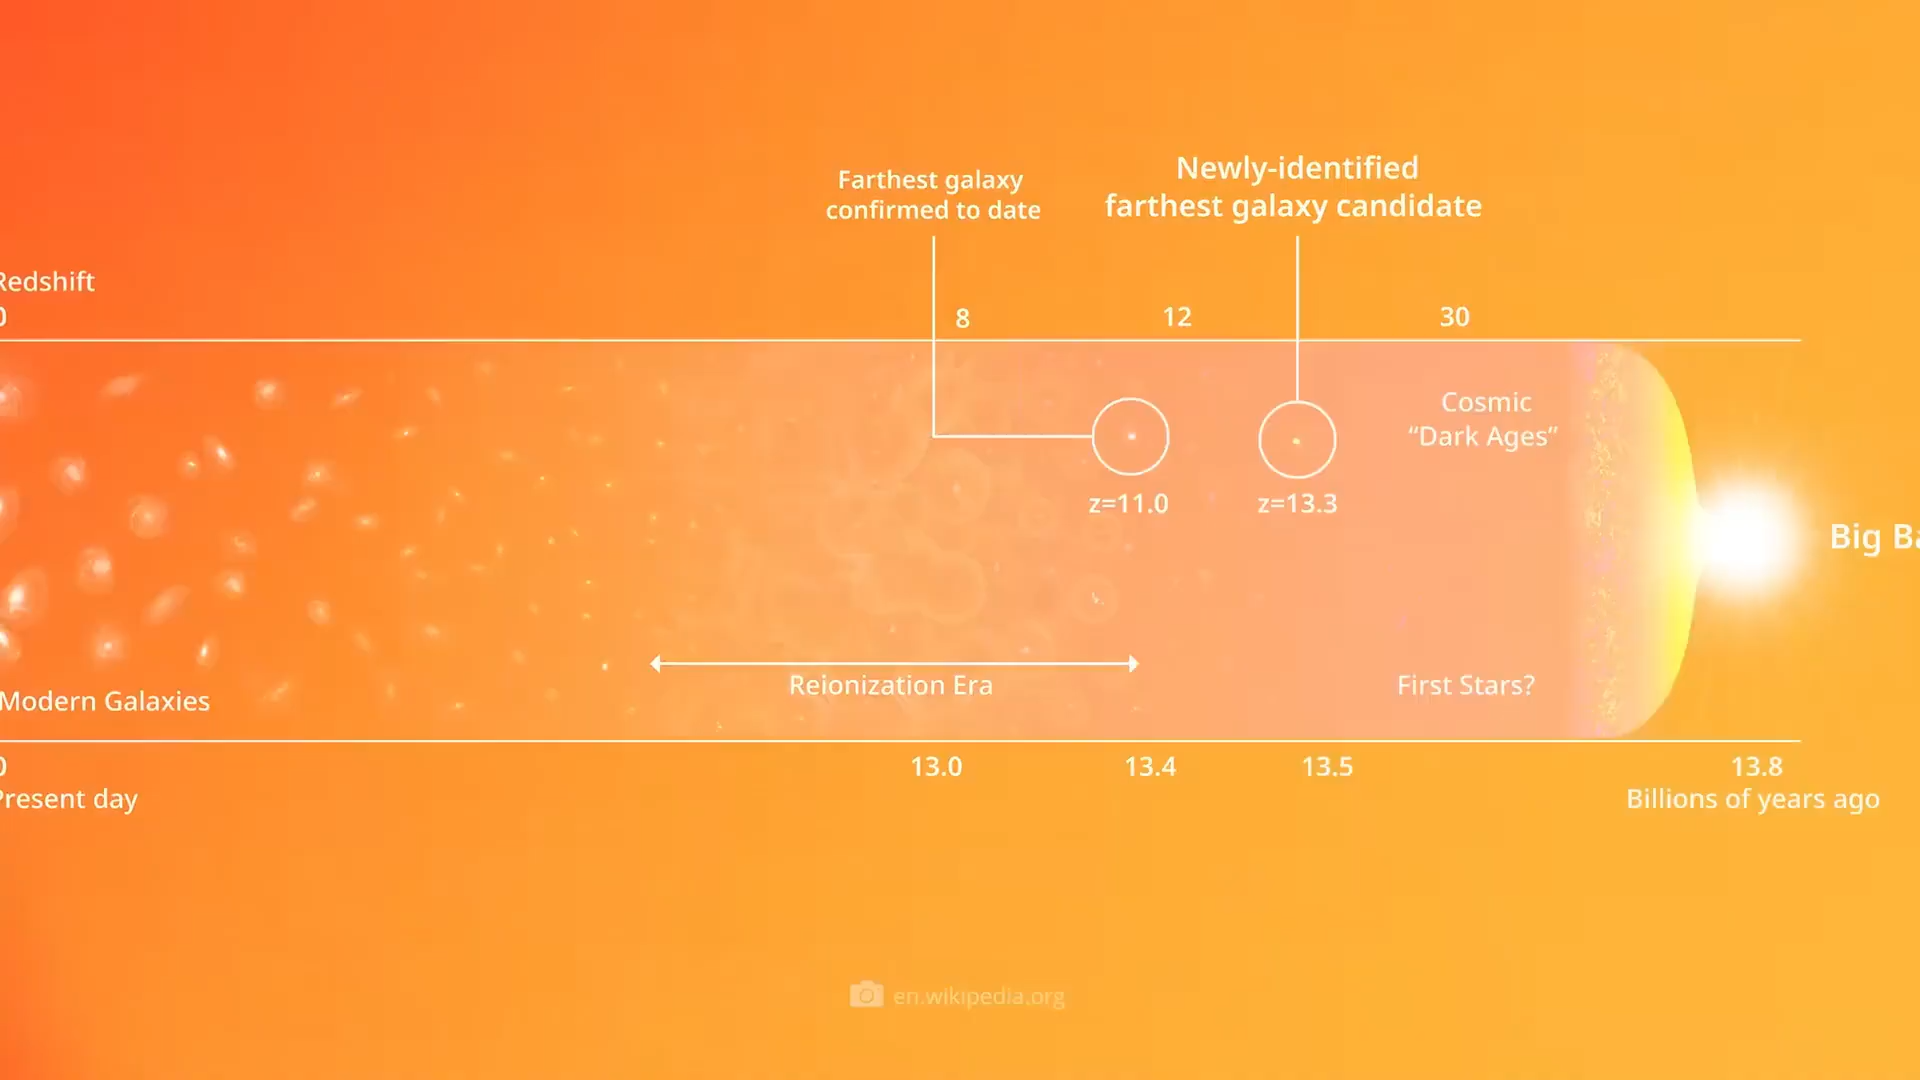 Farthest galaxy
confirmed to date
Newly-identified
farthest galaxy candidate
Redshift
0
8
12
30
Cosmic
“Dark Ages”
z=11.0
z=13.3
Big Ba
Reionization Era
First Stars?
Modern Galaxies
0
13.0
13.4
13.5
13.8
Present day
Billions of years ago
en.wikipedia.org